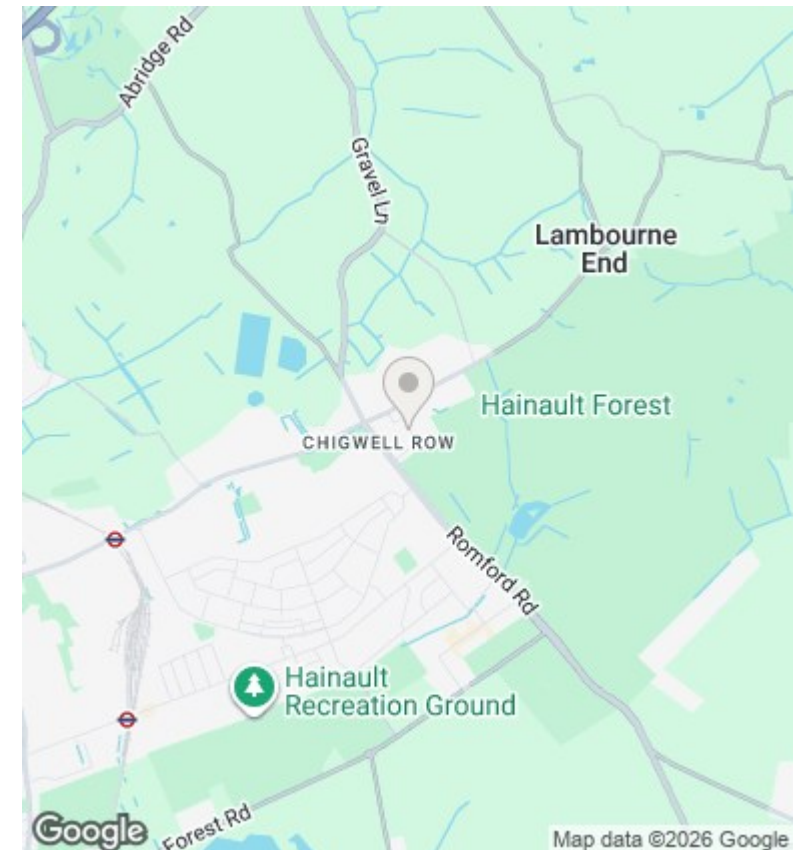 Abridge Rd
Gravel Ln
Lambourne
End
Hainault Forest
CHIGWELL ROW
Romford Rd
Hainault
Recreation Ground
Forest Rd
Google
Map data ©2026 Google